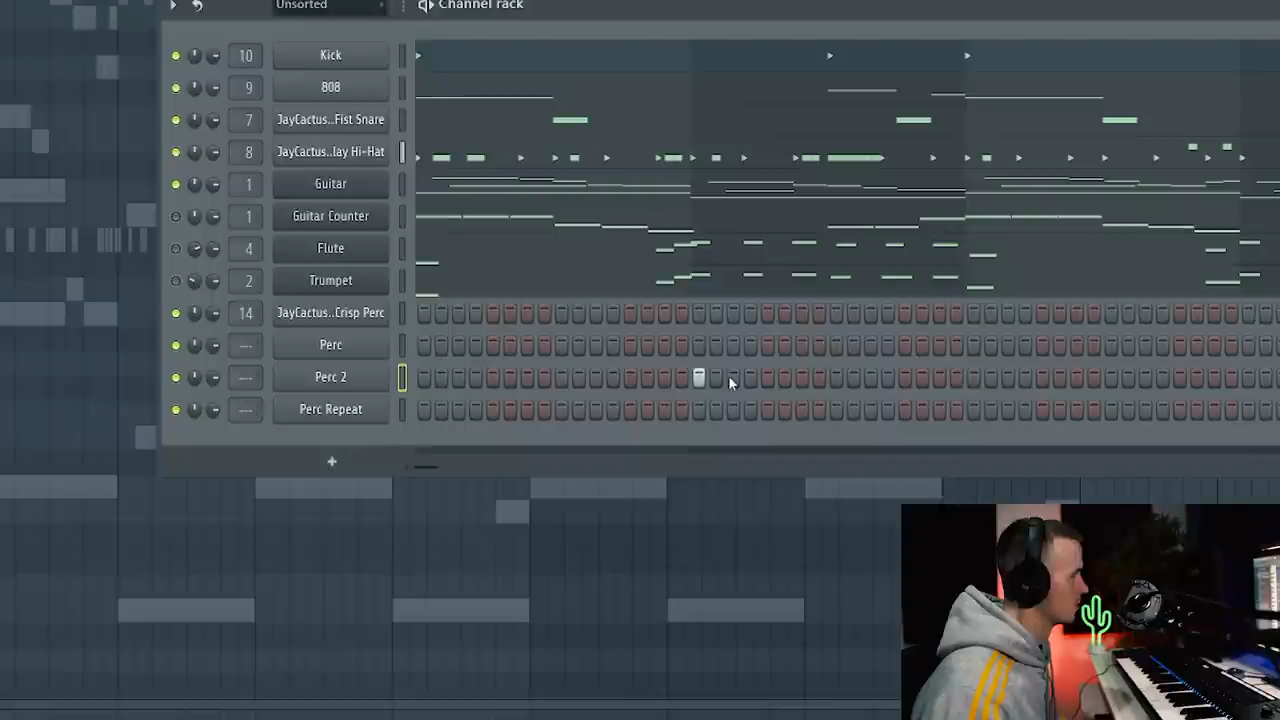 Unsorted
Channel rack
10 Kick
9 808
7 JayCactus..Fist Snare
8 JayCactus..lay Hi-Hat
1 Guitar
1 Guitar Counter
4 Flute
2 Trumpet
14 JayCactus..Crisp Perc
--- Perc
--- Perc 2
--- Perc Repeat
+